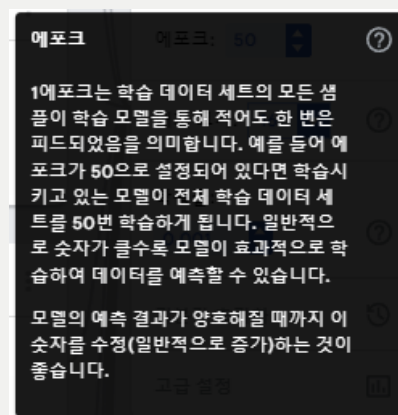 에포크
에포크: 50
1에포크는 학습 데이터 세트의 모든 샘
플이 학습 모델을 통해 적어도 한 번은
피드되었음을 의미합니다. 예를 들어 에
포크가 50으로 설정되어 있다면 학습시
키고 있는 모델이 전체 학습 데이터 세
트를 50번 학습하게 됩니다. 일반적으
로 숫자가 클수록 모델이 효과적으로 학
습하여 데이터를 예측할 수 있습니다.
모델의 예측 결과가 양호해질 때까지 이
숫자를 수정(일반적으로 증가)하는 것이
좋습니다.
고급 설정